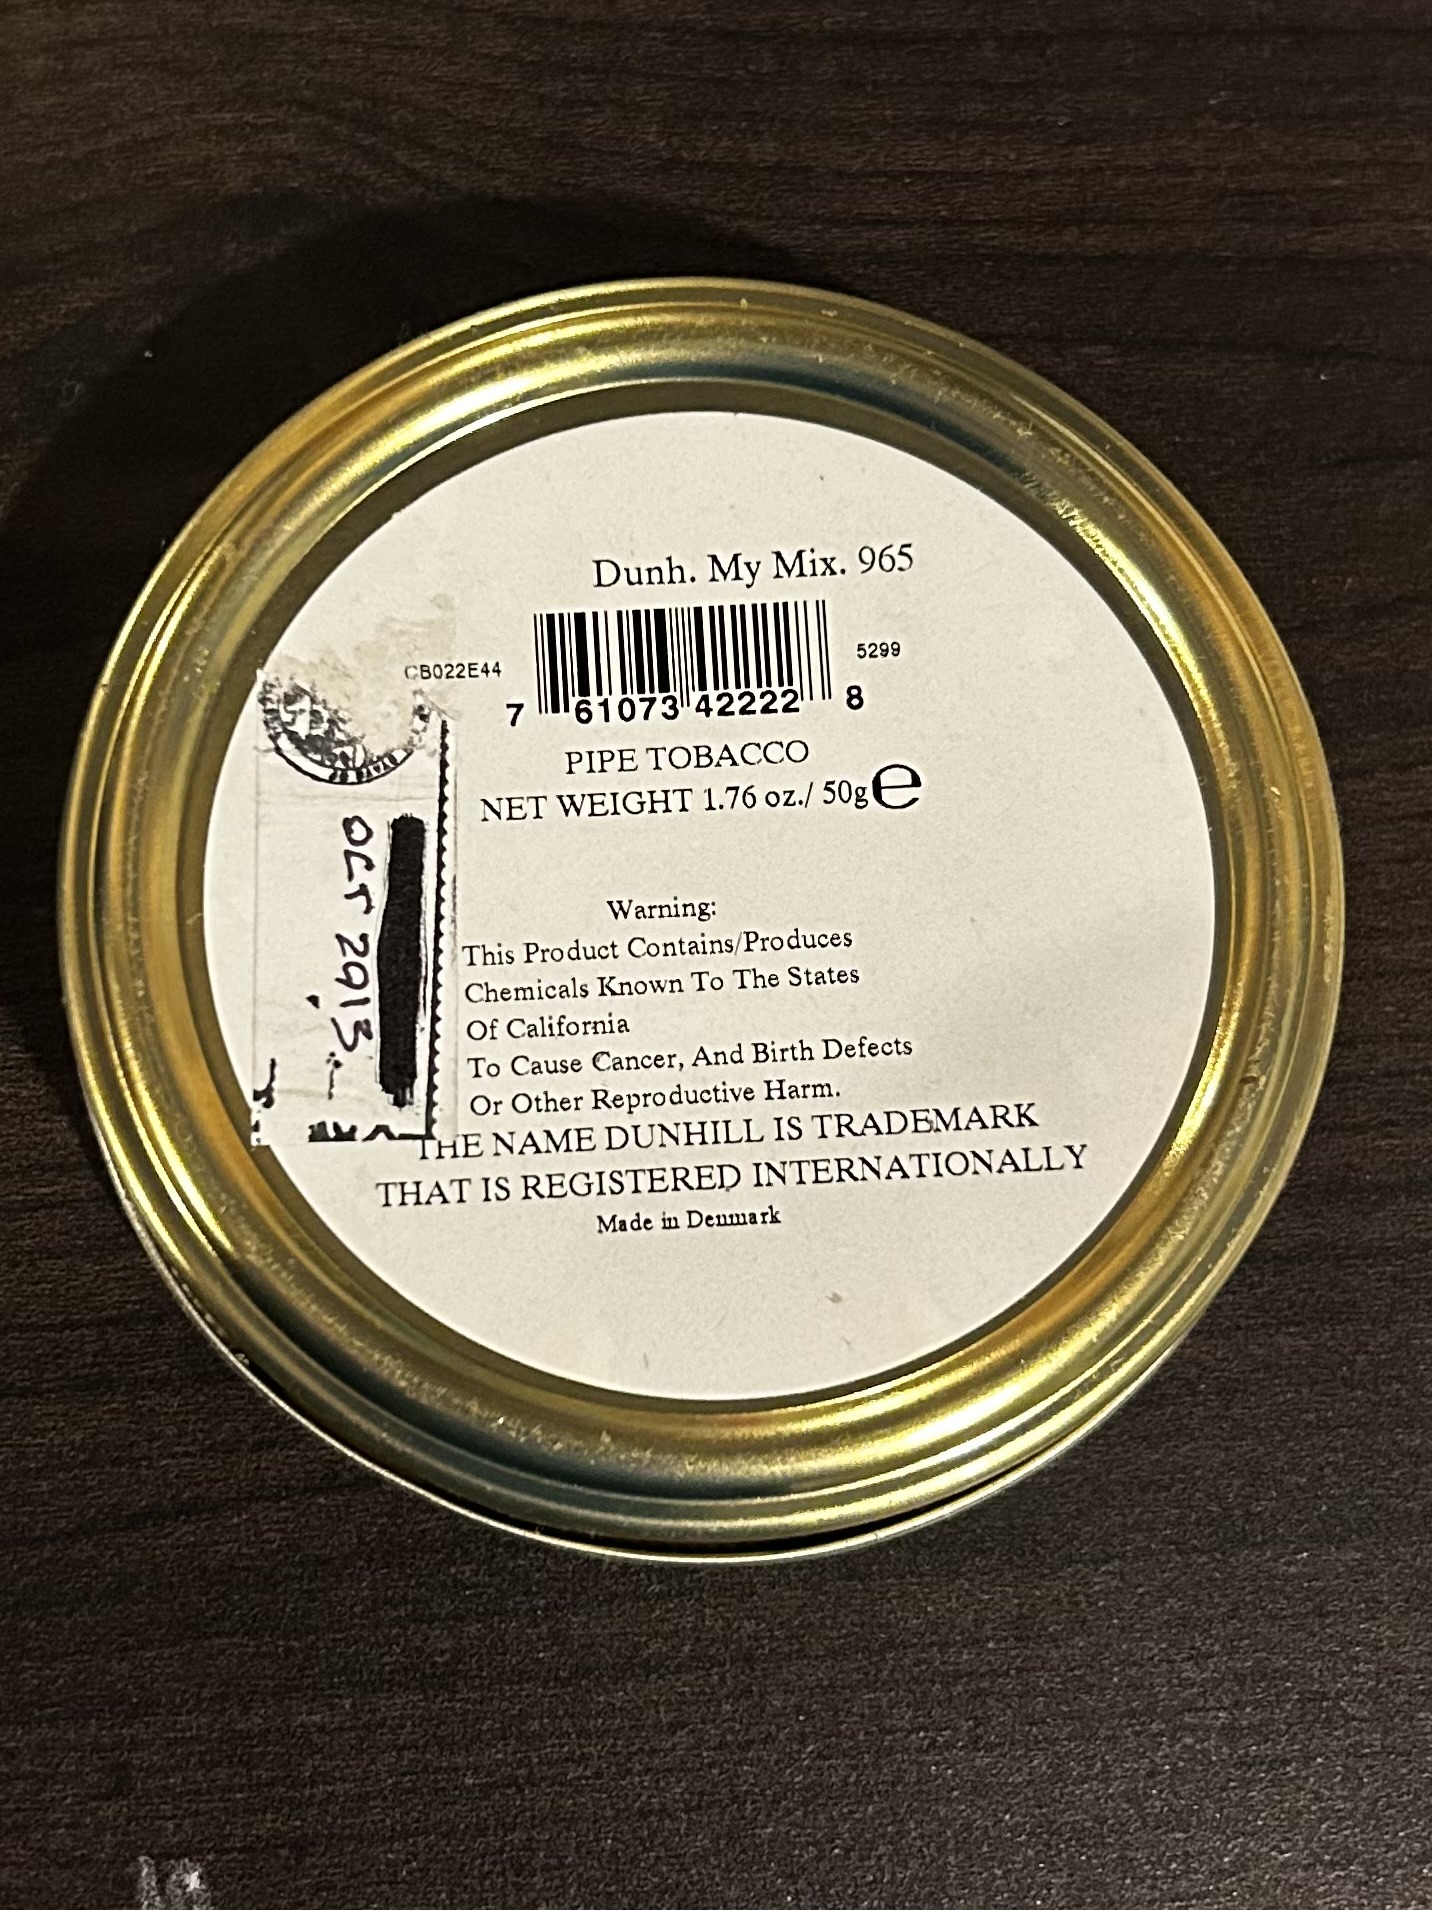 Dunh. My Mix. 965
CB022E44
5299
7 61073 42222 8
PIPE TOBACCO
NET WEIGHT 1.76 oz./ 50g e
Warning:
This Product Contains/Produces
Chemicals Known To The States
Of California
To Cause Cancer, And Birth Defects
Or Other Reproductive Harm.
THE NAME DUNHILL IS TRADEMARK
THAT IS REGISTERED INTERNATIONALLY
Made in Denmark
OCT 2913